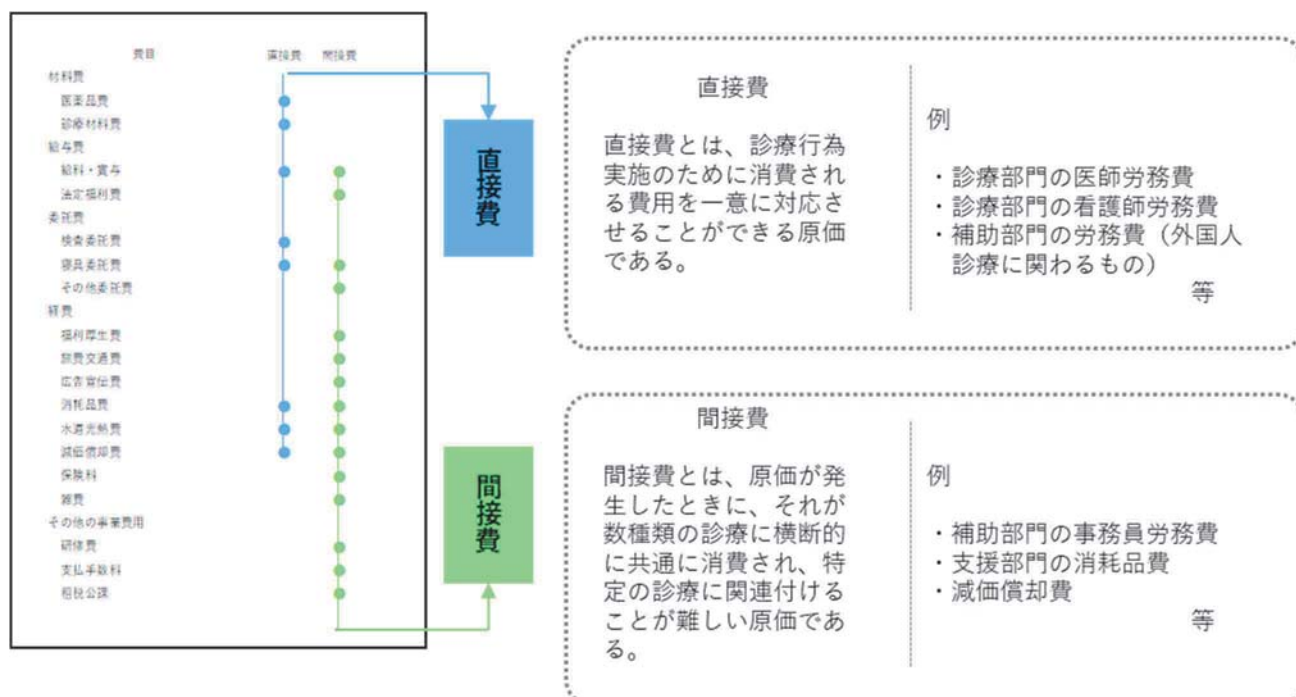 費目 直接費 間接費
材料費
医薬品費
診療材料費
給与費
給料・賞与
法定福利費
委託費
検査委託費
寝具委託費
その他委託費
経費
福利厚生費
旅費交通費
広告宣伝費
消耗品費
水道光熱費
減価償却費
保険料
雑費
その他の事業費用
研修費
支払手数料
租税公課
直接費
間接費
直接費
直接費とは、診療行為
実施のために消費され
る費用を一意に対応さ
せることができる原価
である。
例
・診療部門の医師労務費
・診療部門の看護師労務費
・補助部門の労務費（外国人
診療に関わるもの）
等
間接費
間接費とは、原価が発
生したときに、それが
数種類の診療に横断的
に共通に消費され、特
定の診療に関連付ける
ことが難しい原価であ
る。
例
・補助部門の事務員労務費
・支援部門の消耗品費
・減価償却費
等